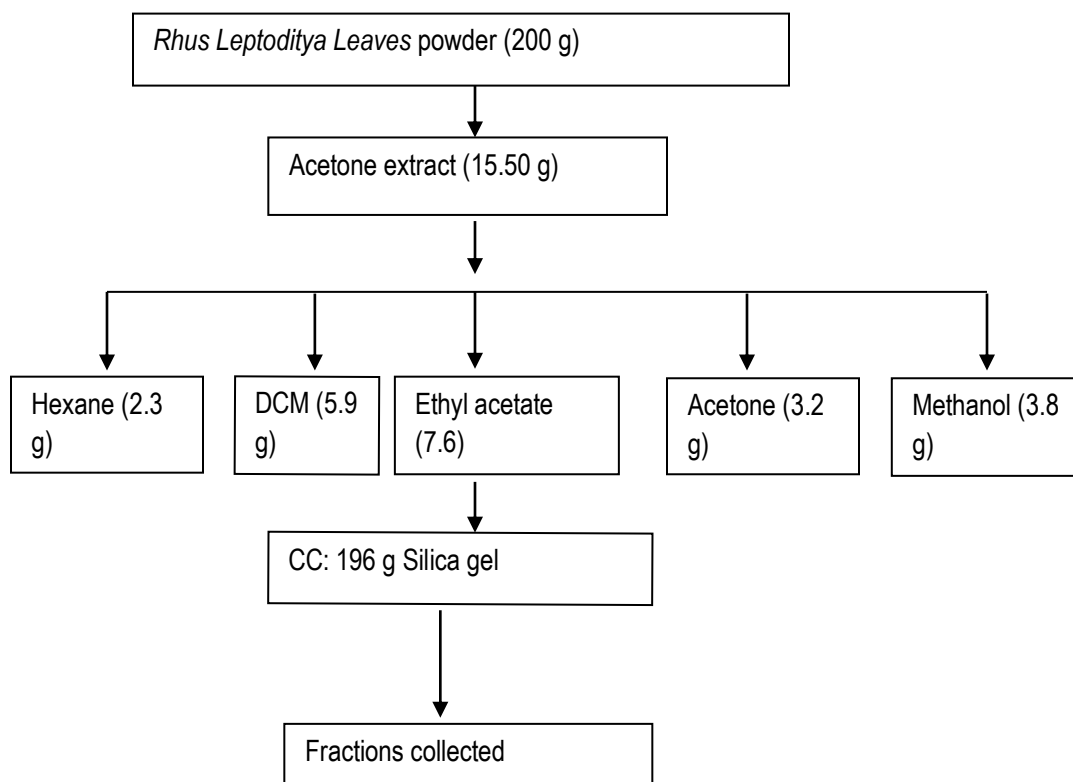 Rhus Leptoditya Leaves powder (200 g)
Acetone extract (15.50 g)
Hexane (2.3
g)
DCM (5.9
g)
Ethyl acetate
(7.6)
Acetone (3.2
g)
Methanol (3.8
g)
CC: 196 g Silica gel
Fractions collected